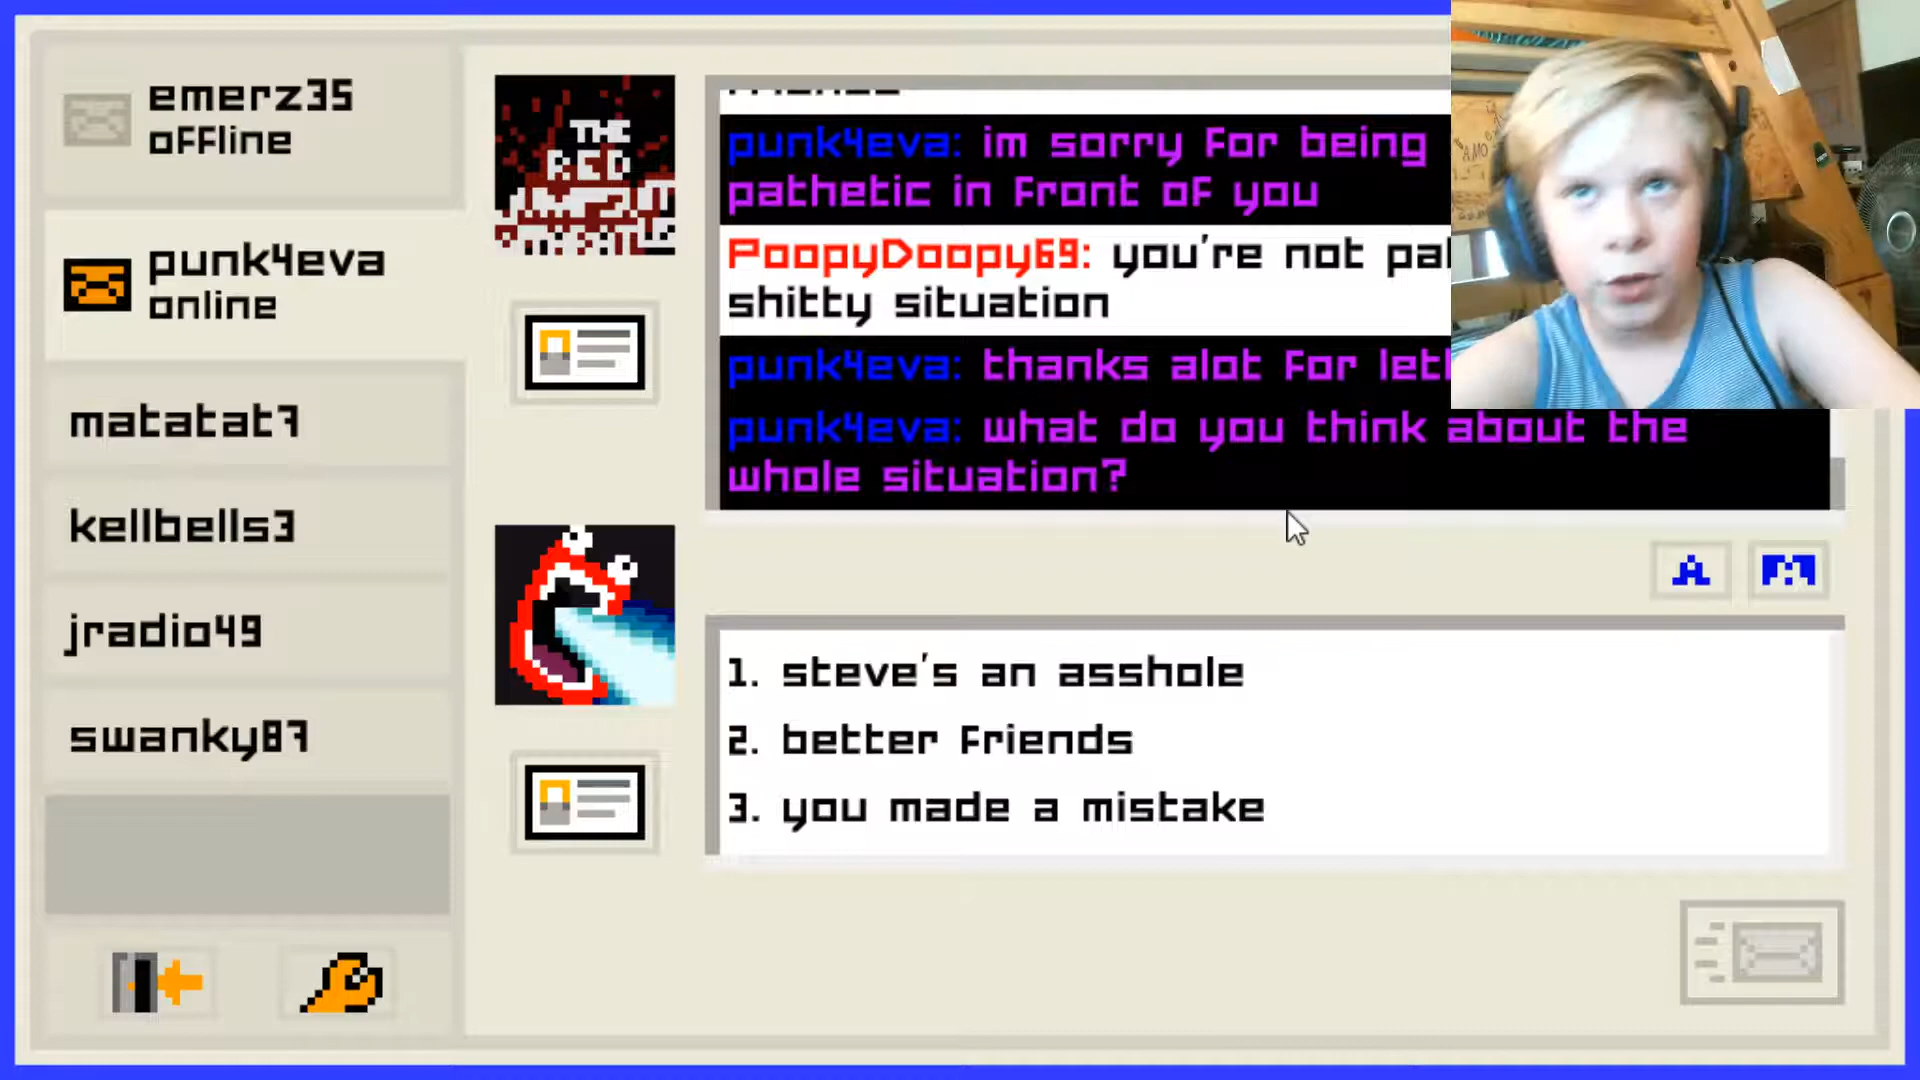 emerz35
offline
punk4eva
online
matatat7
kellbells3
jradio49
swanky87
THE
RED
punk4eva: im sorry for being
pathetic in front of you
PoopyDoopy69: you're not
shitty situation
punk4eva: thanks alot for
punk4eva: what do you think about the
whole situation?
A
1. steve's an asshole
2. better friends
3. you made a mistake